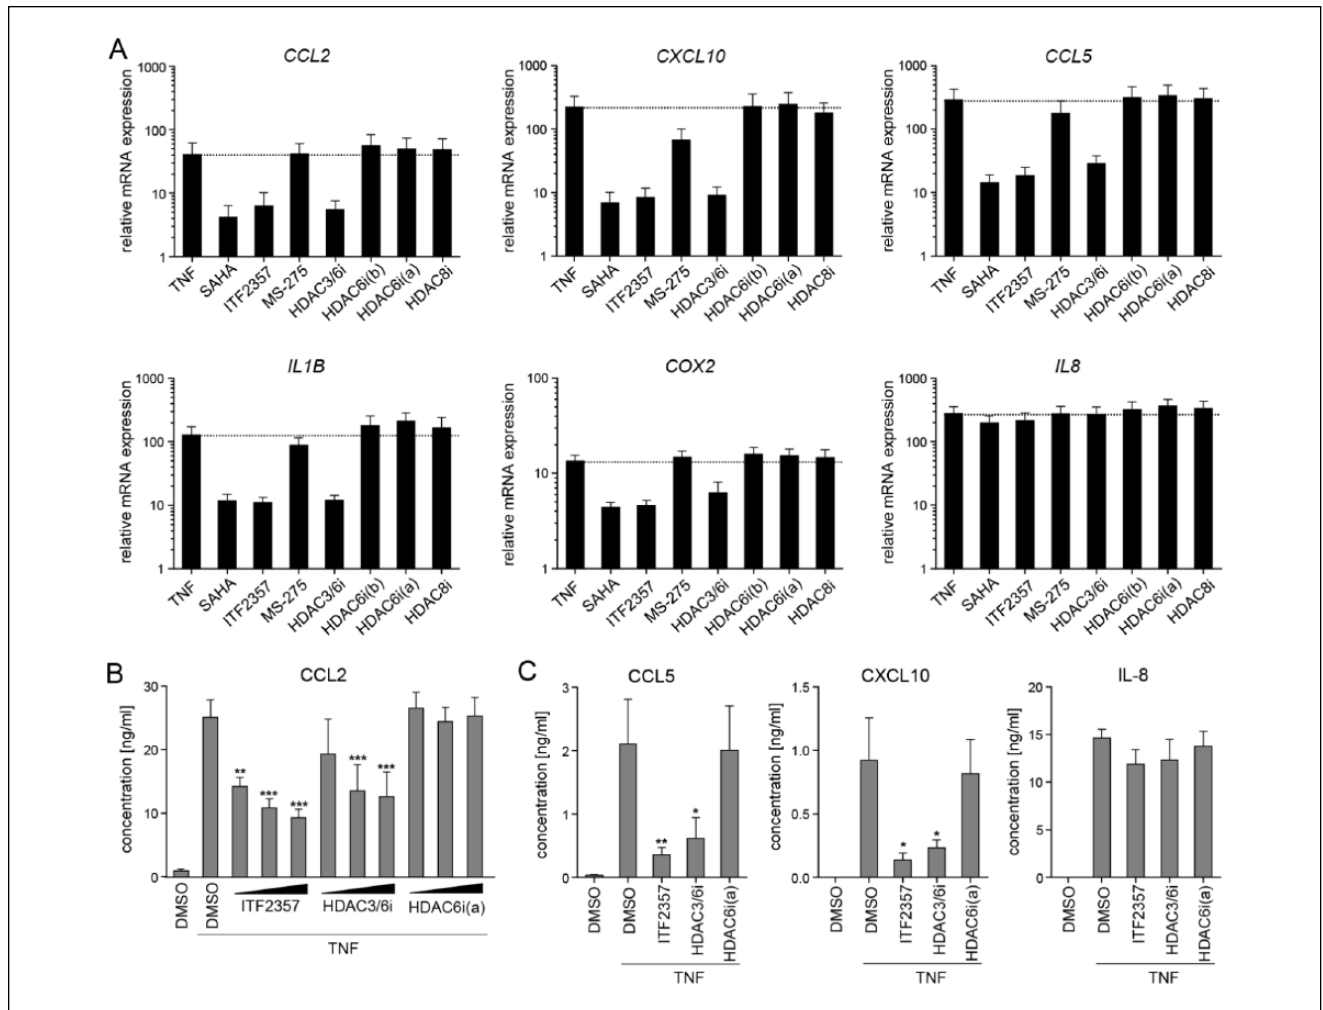 A
CCL2
CXCL10
CCL5
relative mRNA expression
1000
100
10
1
TNF
SAHA
ITF2357
MS-275
HDAC3/6i
HDAC6i(b)
HDAC6i(a)
HDAC8i
relative mRNA expression
1000
100
10
1
TNF
SAHA
ITF2357
MS-275
HDAC3/6i
HDAC6i(b)
HDAC6i(a)
HDAC8i
relative mRNA expression
1000
100
10
1
TNF
SAHA
ITF2357
MS-275
HDAC3/6i
HDAC6i(b)
HDAC6i(a)
HDAC8i
IL1B
COX2
IL8
relative mRNA expression
1000
100
10
1
TNF
SAHA
ITF2357
MS-275
HDAC3/6i
HDAC6i(b)
HDAC6i(a)
HDAC8i
relative mRNA expression
100
10
1
TNF
SAHA
ITF2357
MS-275
HDAC3/6i
HDAC6i(b)
HDAC6i(a)
HDAC8i
relative mRNA expression
1000
100
10
1
TNF
SAHA
ITF2357
MS-275
HDAC3/6i
HDAC6i(b)
HDAC6i(a)
HDAC8i
B
CCL2
concentration [ng/ml]
30
20
10
0
** *** *** *** ***
DMSO
DMSO
ITF2357
HDAC3/6i
HDAC6i(a)
TNF
C
CCL5
concentration [ng/ml]
3
2
1
0
** *
DMSO
DMSO
ITF2357
HDAC3/6i
HDAC6i(a)
TNF
CXCL10
concentration [ng/ml]
1.5
1.0
0.5
0.0
* *
DMSO
DMSO
ITF2357
HDAC3/6i
HDAC6i(a)
TNF
IL-8
concentration [ng/ml]
20
15
10
5
0
DMSO
DMSO
ITF2357
HDAC3/6i
HDAC6i(a)
TNF